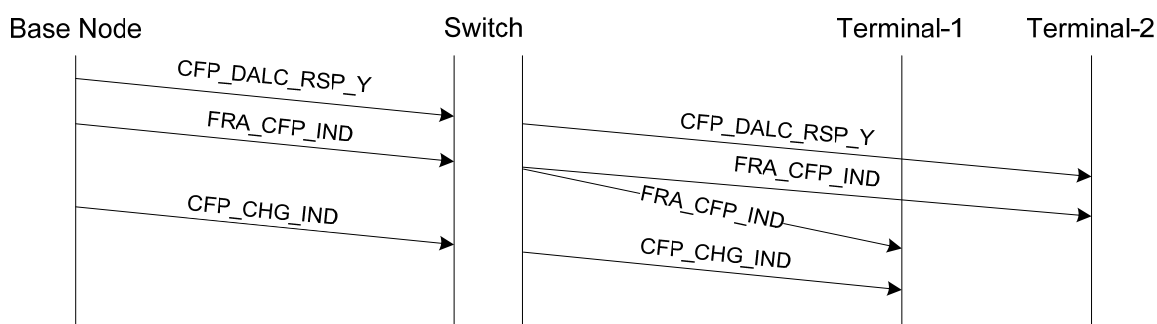 Base Node
Switch
Terminal-1
Terminal-2
CFP_DALC_RSP_Y
FRA_CFP_IND
CFP_CHG_IND
CFP_DALC_RSP_Y
FRA_CFP_IND
FRA_CFP_IND
CFP_CHG_IND